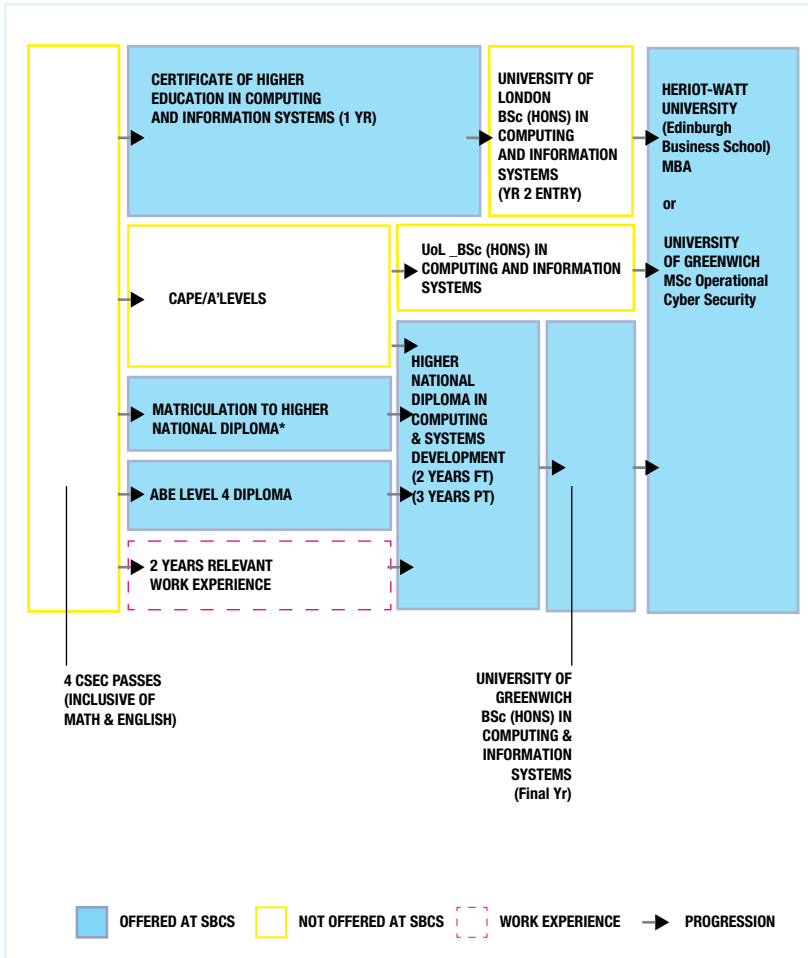 CERTIFICATE OF HIGHER
EDUCATION IN COMPUTING
AND INFORMATION SYSTEMS (1 YR)
UNIVERSITY OF
LONDON
BSc (HONS) IN
COMPUTING
AND INFORMATION
SYSTEMS
(YR 2 ENTRY)
HERIOT-WATT
UNIVERSITY
(Edinburgh
Business School)
MBA
or
UNIVERSITY
OF GREENWICH
MSc Operational
Cyber Security
UoL _BSc (HONS) IN
COMPUTING AND INFORMATION
SYSTEMS
CAPE/A'LEVELS
HIGHER
NATIONAL
DIPLOMA IN
COMPUTING
& SYSTEMS
DEVELOPMENT
(2 YEARS FT)
(3 YEARS PT)
MATRICULATION TO HIGHER
NATIONAL DIPLOMA*
ABE LEVEL 4 DIPLOMA
2 YEARS RELEVANT
WORK EXPERIENCE
4 CSEC PASSES
(INCLUSIVE OF
MATH & ENGLISH)
UNIVERSITY OF
GREENWICH
BSc (HONS) IN
COMPUTING &
INFORMATION
SYSTEMS
(Final Yr)
OFFERED AT SBCS
NOT OFFERED AT SBCS
WORK EXPERIENCE
PROGRESSION